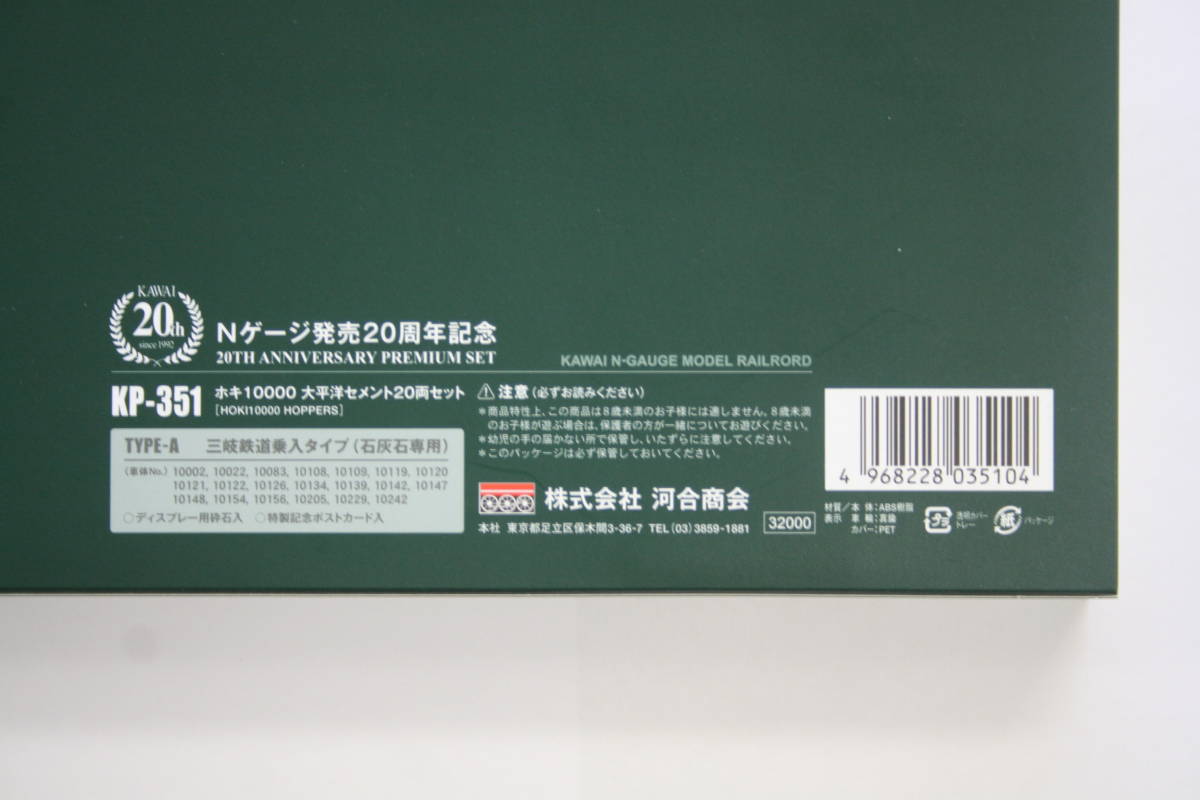 KAWAI
20th
since 1992
Nゲージ発売20周年記念
20TH ANNIVERSARY PREMIUM SET
KAWAI N-GAUGE MODEL RAILRORD
KP-351 ホキ10000 大平洋セメント20両セット
[HOKI10000 HOPPERS]
TYPE-A 三岐鉄道乗入タイプ(石灰石専用)
(車体No.) 10002, 10022, 10083, 10108, 10109, 10119, 10120
10121, 10122, 10126, 10134, 10139, 10142, 10147
10148, 10154, 10156, 10205, 10229, 10242
○ディスプレー用砕石入 ○特製記念ポストカード入
注意(必ずお読みください)
*商品特性上、この商品は8歳未満のお子様には適しません。8歳未満
のお子様が遊ぶ場合は、保護者の方が一緒についてお遊びください。
*幼児の手の届かない所で保管し、いたずらに注意してください。
*このパッケージは必ず保管しておいてください。
株式会社 河合商会
本社 東京都足立区保木間3-36-7 TEL(03)3859-1881
32000
4 968228 035104
材質/本 体:ABS樹脂
表示 車 輪:真鍮
カバー:PET
プラ
透明カバー
トレー
紙
パッケージ